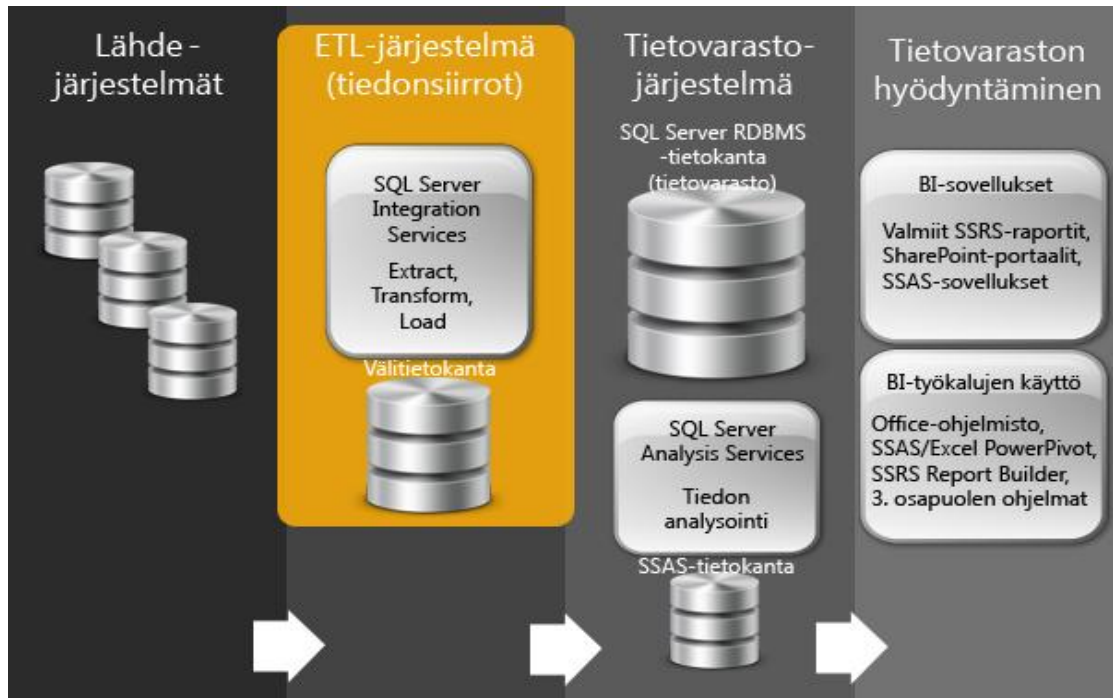 Lähde-
järjestelmät
ETL-järjestelmä
(tiedonsiirrot)
SQL Server
Integration
Services
Extract,
Transform,
Load
Välitietokanta
Tietovarasto-
järjestelmä
SQL Server RDBMS
-tietokanta
(tietovarasto)
SQL Server
Analysis Services
Tiedon
analysointi
SSAS-tietokanta
Tietovaraston
hyödyntäminen
BI-sovellukset
Valmiit SSRS-raportit,
SharePoint-portaalit,
SSAS-sovellukset
BI-työkalujen käyttö
Office-ohjelmisto,
SSAS/Excel PowerPivot,
SSRS Report Builder,
3. osapuolen ohjelmat